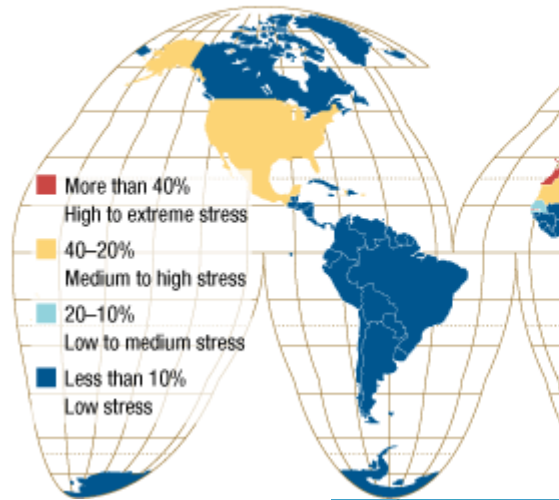 More than 40%
High to extreme stress
40–20%
Medium to high stress
20–10%
Low to medium stress
Less than 10%
Low stress